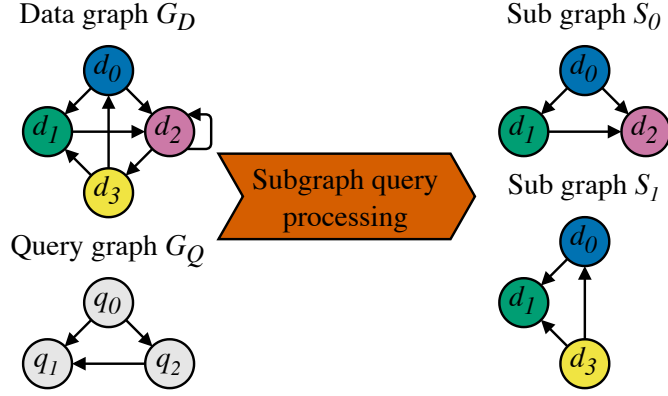 Data graph G_D
d_0
d_1
d_2
d_3
Query graph G_Q
q_0
q_1
q_2
Subgraph query
processing
Sub graph S_0
d_0
d_1
d_2
Sub graph S_1
d_0
d_1
d_3